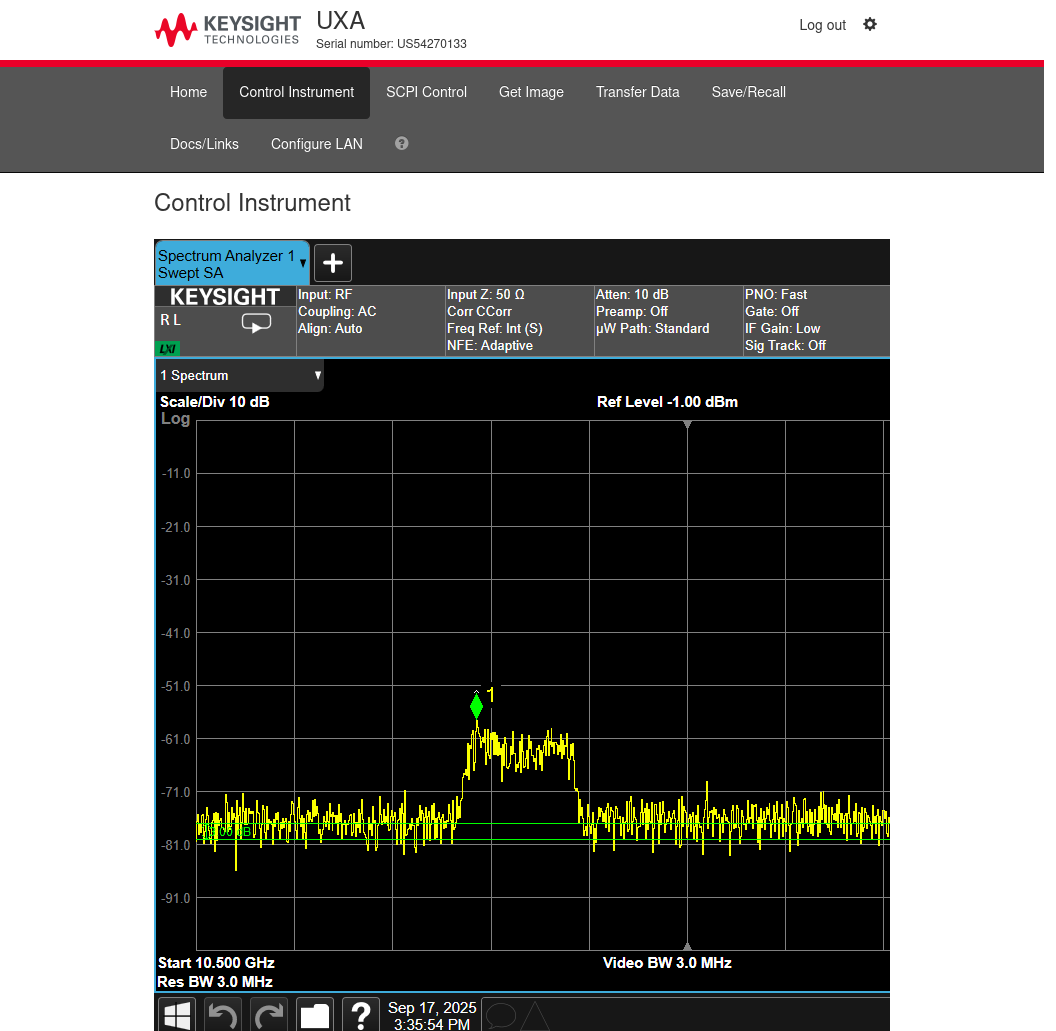 KEYSIGHT
TECHNOLOGIES
UXA
Serial number: US54270133
Log out
Home
Control Instrument
SCPI Control
Get Image
Transfer Data
Save/Recall
Docs/Links
Configure LAN
?
Control Instrument
Spectrum Analyzer 1
Swept SA
KEYSIGHT
R L
LXI
Input: RF
Coupling: AC
Align: Auto
Input Z: 50 Ω
Corr CCorr
Freq Ref: Int (S)
NFE: Adaptive
Atten: 10 dB
Preamp: Off
µW Path: Standard
PNO: Fast
Gate: Off
IF Gain: Low
Sig Track: Off
1 Spectrum
Scale/Div 10 dB
Ref Level -1.00 dBm
Log
-11.0
-21.0
-31.0
-41.0
-51.0
1
-61.0
-71.0
-81.0
-91.0
Start 10.500 GHz
Video BW 3.0 MHz
Res BW 3.0 MHz
?
Sep 17, 2025
3:35:54 PM